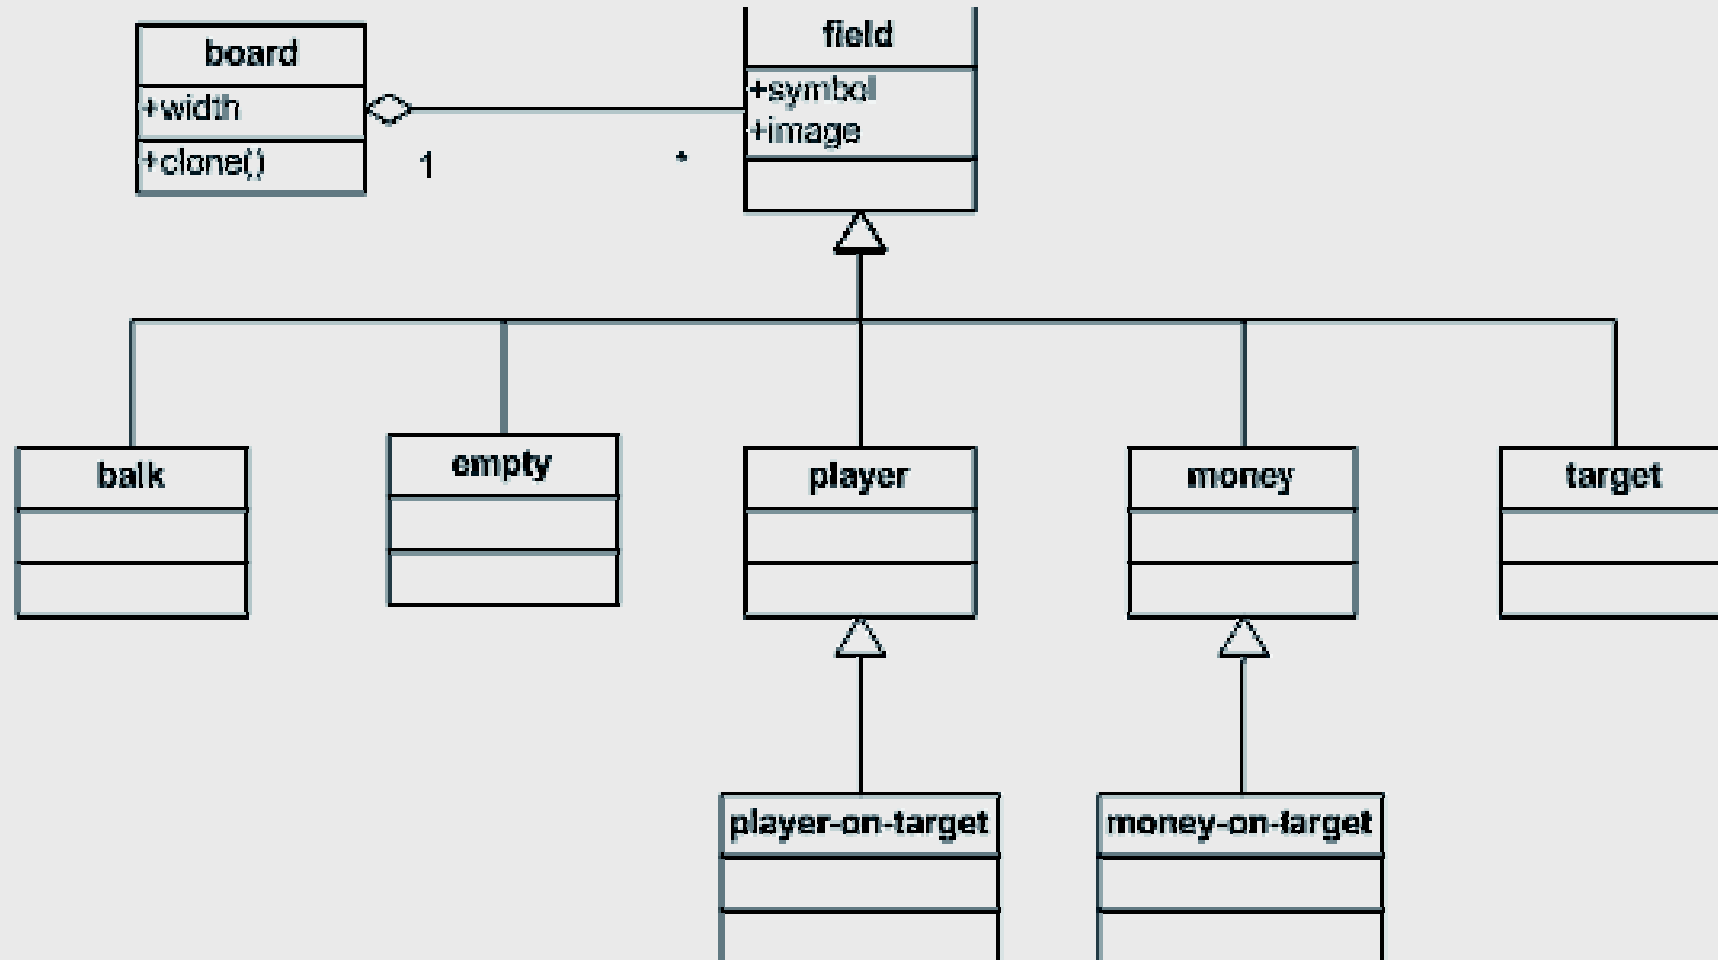 board
+width
+clone()
1
*
field
+symbol
+image
balk
empty
player
money
target
player-on-target
money-on-target